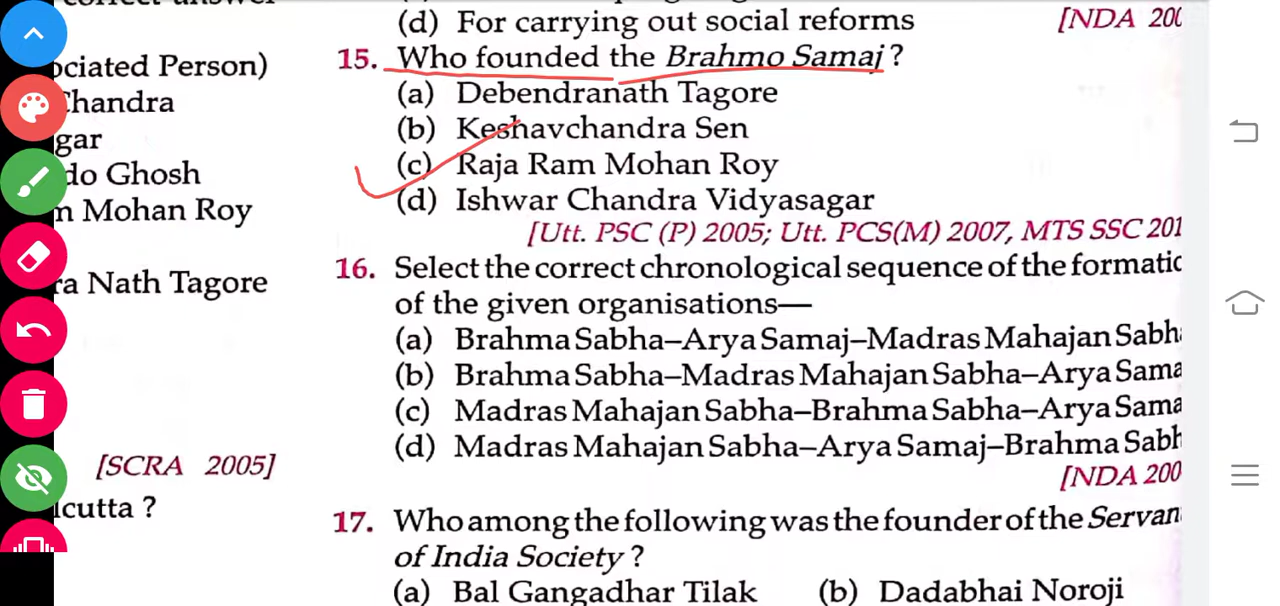 ociated Person)
Chandra
gar
do Ghosh
n Mohan Roy
ra Nath Tagore
[SCRA 2005]
lcutta ?
(d) For carrying out social reforms
[NDA 200
15. Who founded the Brahmo Samaj ?
(a) Debendranath Tagore
(b) Keshavchandra Sen
(c) Raja Ram Mohan Roy
(d) Ishwar Chandra Vidyasagar
[Utt. PSC (P) 2005; Utt. PCS(M) 2007, MTS SSC 201
16. Select the correct chronological sequence of the formatic
of the given organisations—
(a) Brahma Sabha–Arya Samaj–Madras Mahajan Sabh
(b) Brahma Sabha–Madras Mahajan Sabha–Arya Sama
(c) Madras Mahajan Sabha–Brahma Sabha–Arya Sama
(d) Madras Mahajan Sabha–Arya Samaj–Brahma Sabh
[NDA 200
17. Who among the following was the founder of the Servan
of India Society ?
(a) Bal Gangadhar Tilak (b) Dadabhai Noroji